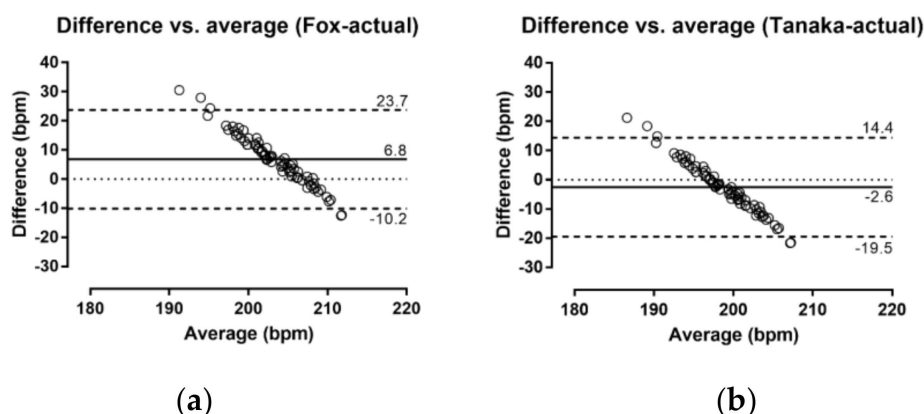 Difference vs. average (Fox-actual)
40
30
20
10
0
-10
-20
-30
Difference (bpm)
23.7
6.8
-10.2
180 190 200 210 220
Average (bpm)
(a)
Difference vs. average (Tanaka-actual)
40
30
20
10
0
-10
-20
-30
Difference (bpm)
14.4
-2.6
-19.5
180 190 200 210 220
Average (bpm)
(b)